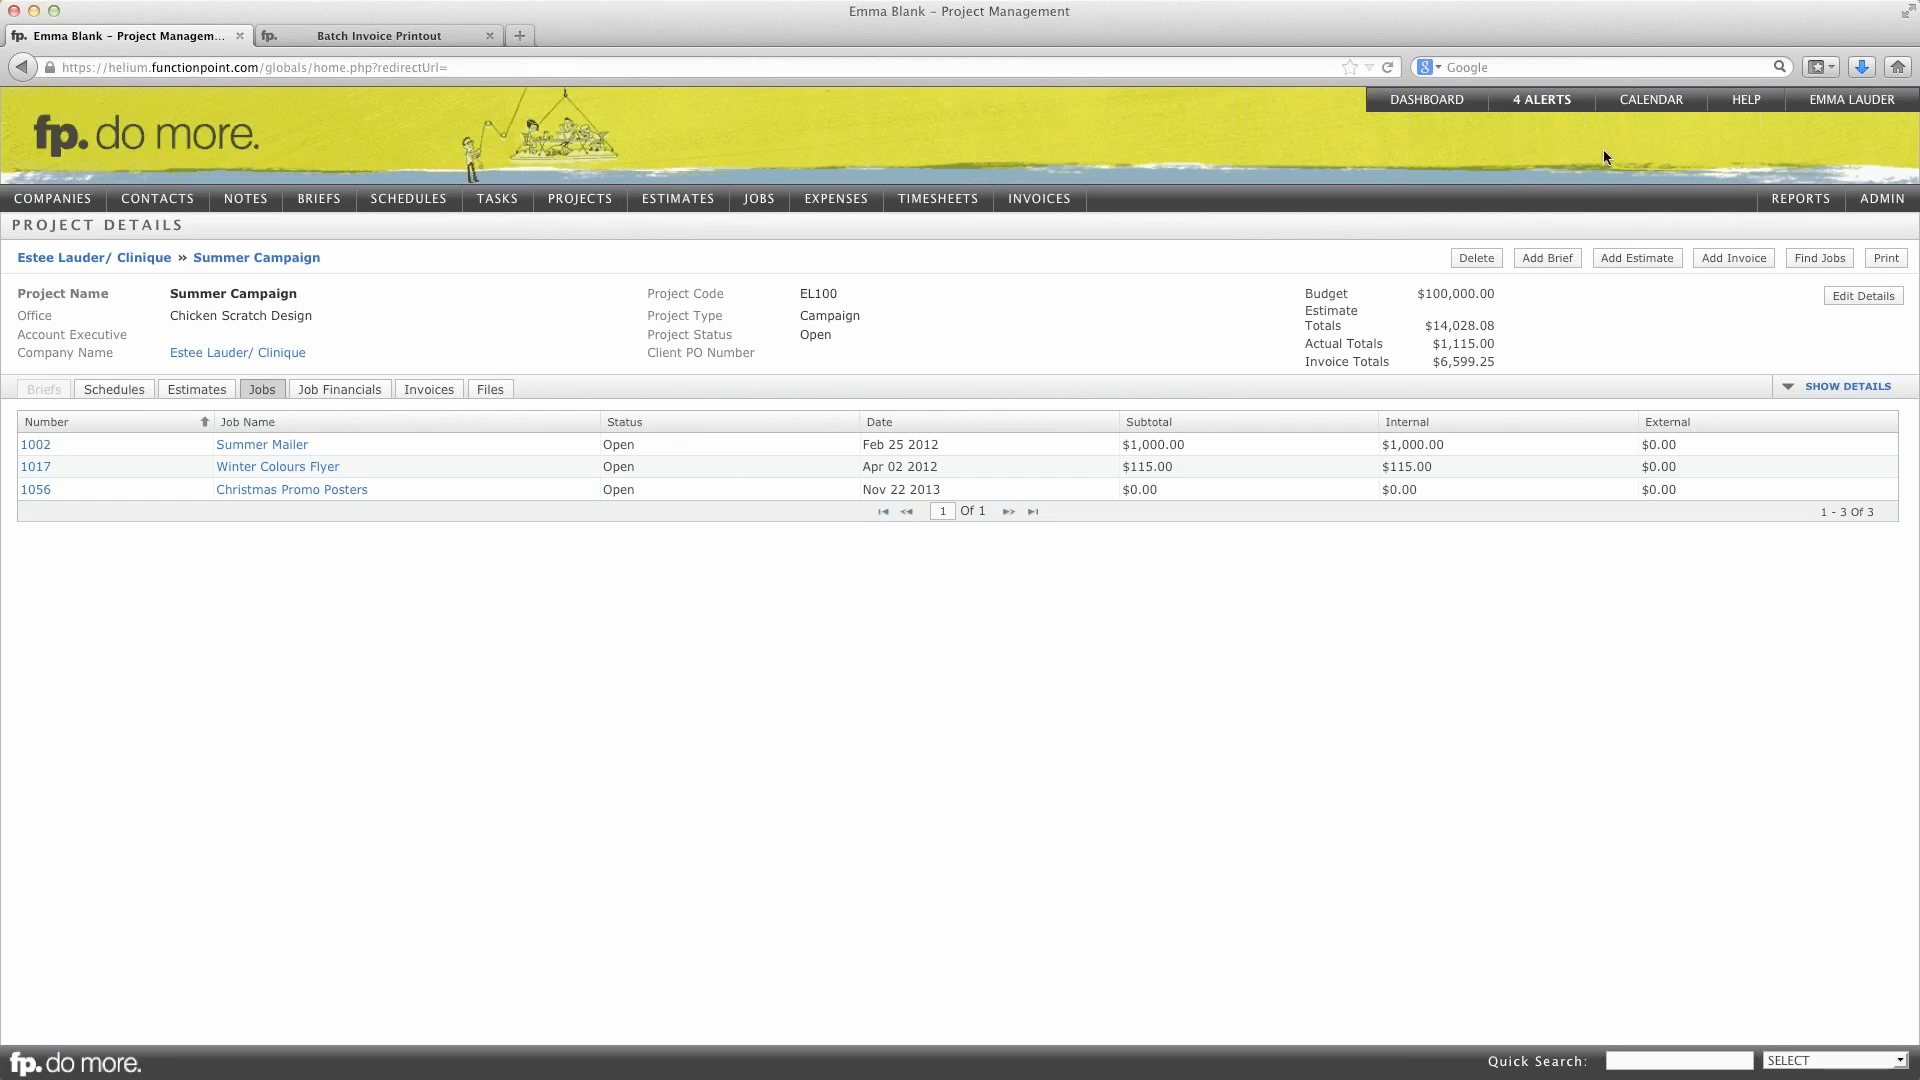 Emma Blank – Project Management
fp. Emma Blank – Project Managem...
fp. Batch Invoice Printout
https://helium.functionpoint.com/globals/home.php?redirectUrl=
Google
DASHBOARD 4 ALERTS CALENDAR HELP EMMA LAUDER
fp. do more.
COMPANIES CONTACTS NOTES BRIEFS SCHEDULES TASKS PROJECTS ESTIMATES JOBS EXPENSES TIMESHEETS INVOICES REPORTS ADMIN
PROJECT DETAILS
Estee Lauder/ Clinique » Summer Campaign
Delete Add Brief Add Estimate Add Invoice Find Jobs Print
Project Name Summer Campaign
Office Chicken Scratch Design
Account Executive
Company Name Estee Lauder/ Clinique
Project Code EL100
Project Type Campaign
Project Status Open
Client PO Number
Budget $100,000.00
Estimate
Totals $14,028.08
Actual Totals $1,115.00
Invoice Totals $6,599.25
Edit Details
Briefs Schedules Estimates Jobs Job Financials Invoices Files
SHOW DETAILS
Number Job Name Status Date Subtotal Internal External
1002 Summer Mailer Open Feb 25 2012 $1,000.00 $1,000.00 $0.00
1017 Winter Colours Flyer Open Apr 02 2012 $115.00 $115.00 $0.00
1056 Christmas Promo Posters Open Nov 22 2013 $0.00 $0.00 $0.00
1 Of 1
1 - 3 Of 3
fp. do more.
Quick Search: SELECT